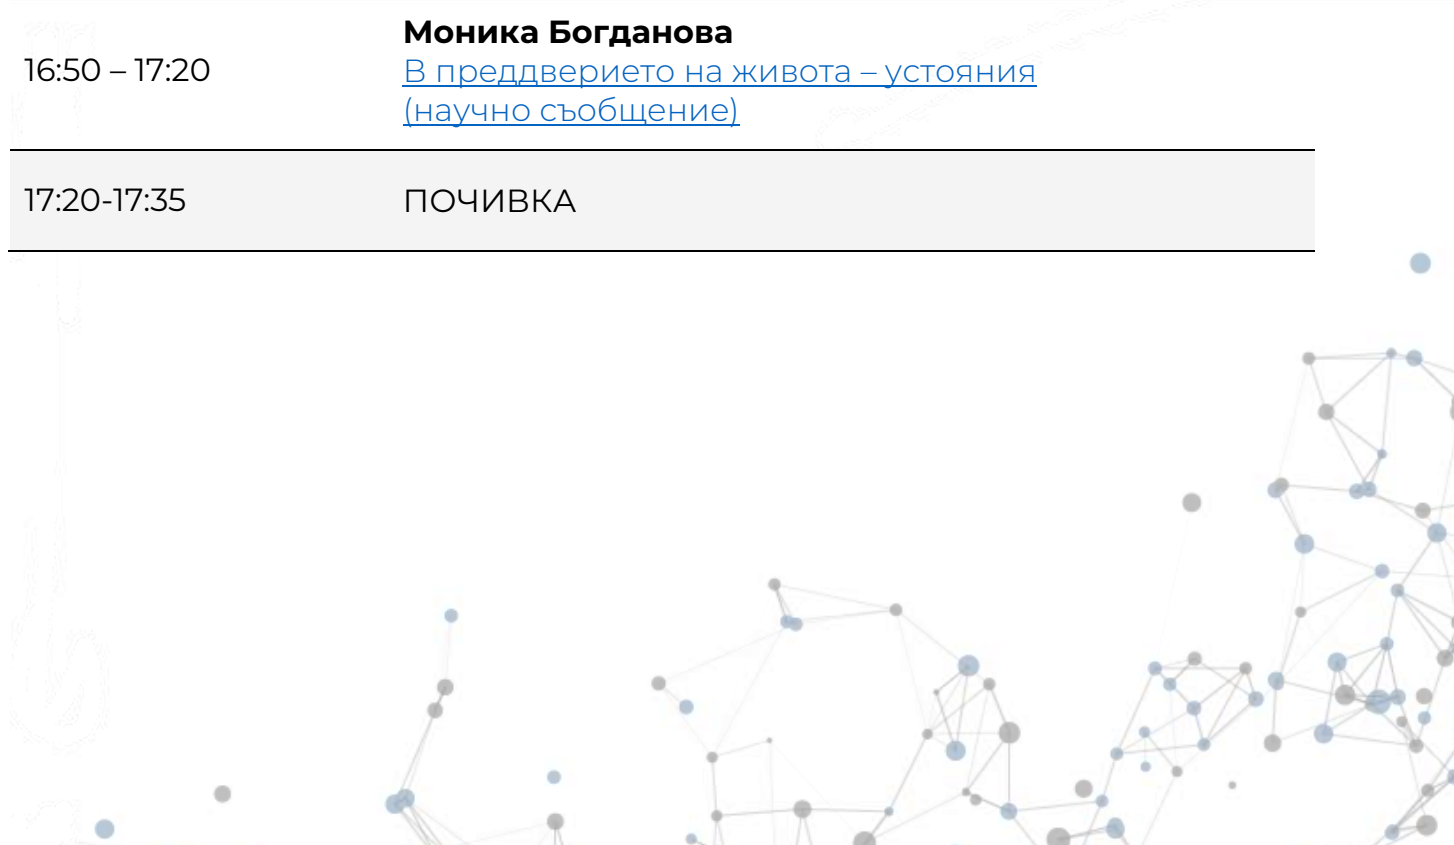 Моника Богданова
16:50 – 17:20
В преддверието на живота – устояния
(научно съобщение)
17:20-17:35 ПОЧИВКА